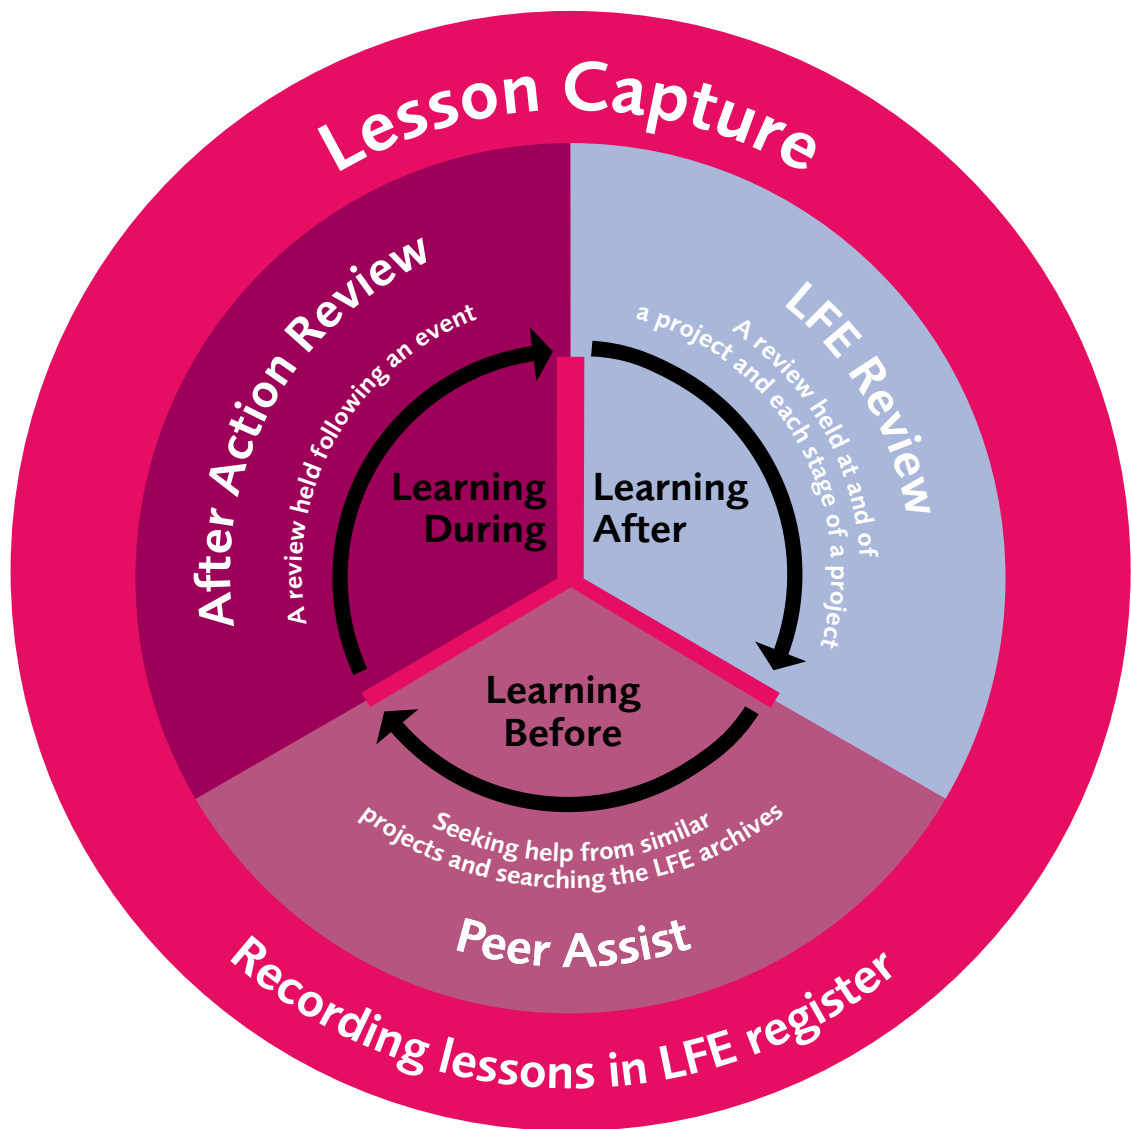 Lesson Capture
After Action Review
A review held following an event
Learning
During
LFE Review
A review held at and of
a project and each stage of a project
Learning
After
Learning
Before
Seeking help from similar
projects and searching the LFE archives
Peer Assist
Recording lessons in LFE register